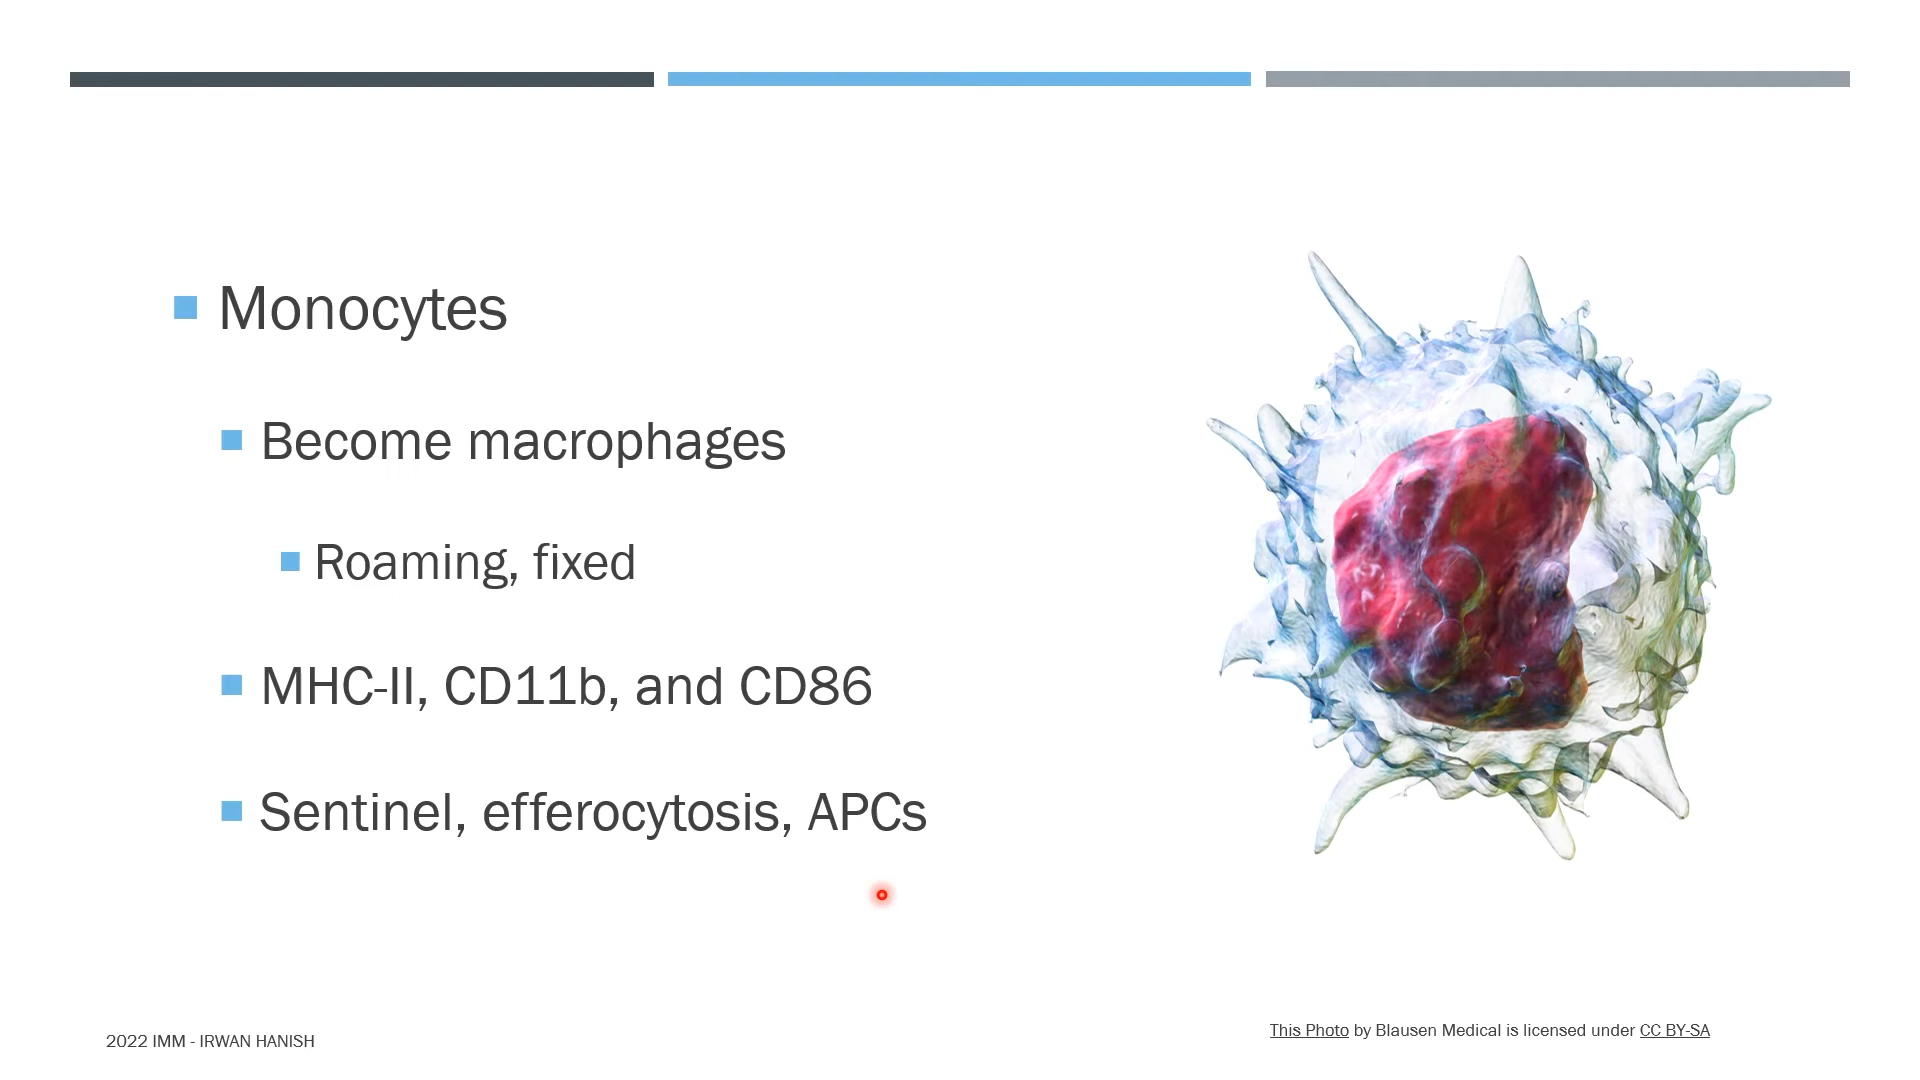 Monocytes
Become macrophages
Roaming, fixed
MHC-II, CD11b, and CD86
Sentinel, efferocytosis, APCs
2022 IMM - IRWAN HANISH
This Photo by Blausen Medical is licensed under CC BY-SA